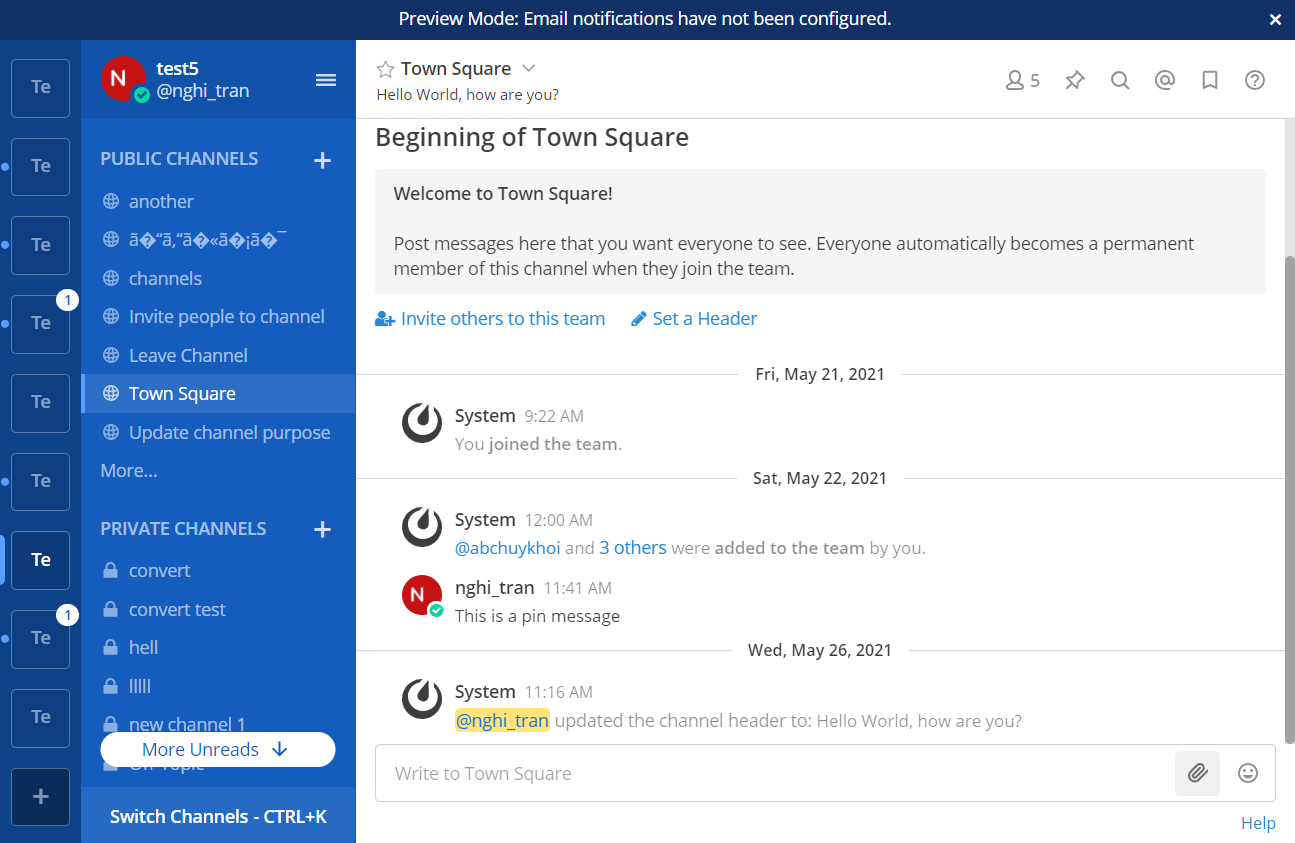 Preview Mode: Email notifications have not been configured.
Te
Te
Te
1
Te
Te
Te
Te
1
Te
Te
N
test5
@nghi_tran
PUBLIC CHANNELS
another
channels
Invite people to channel
Leave Channel
Town Square
Update channel purpose
More...
PRIVATE CHANNELS
convert
convert test
hell
lllll
new channel 1
More Unreads
Off-Topic
Switch Channels - CTRL+K
Town Square
Hello World, how are you?
5
Beginning of Town Square
Welcome to Town Square!
Post messages here that you want everyone to see. Everyone automatically becomes a permanent
member of this channel when they join the team.
Invite others to this team
Set a Header
Fri, May 21, 2021
System 9:22 AM
You joined the team.
Sat, May 22, 2021
System 12:00 AM
@abchuykhoi and 3 others were added to the team by you.
N
nghi_tran 11:41 AM
This is a pin message
Wed, May 26, 2021
System 11:16 AM
@nghi_tran updated the channel header to: Hello World, how are you?
Write to Town Square
Help